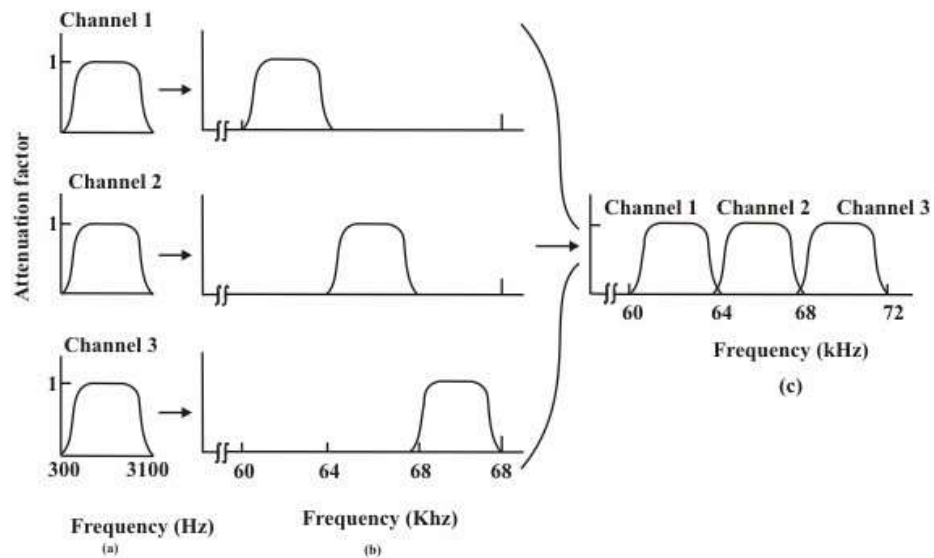 Channel 1
1
Attenuation factor
Channel 2
1
Channel 1 Channel 2 Channel 3
60 64 68 72
Frequency (kHz)
(c)
Channel 3
1
300 3100
60 64 68 68
Frequency (Hz)
(a)
Frequency (Khz)
(b)